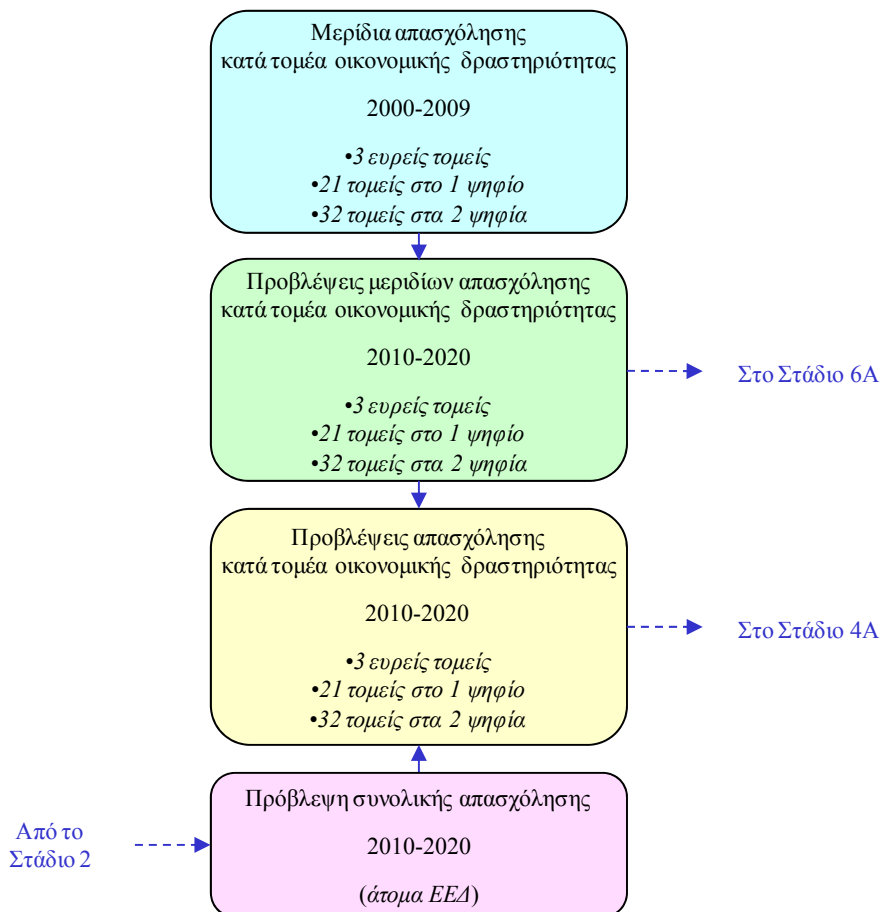 Μερίδια απασχόλησης
κατά τομέα οικονομικής δραστηριότητας
2000-2009
•3 ευρείς τομείς
•21 τομείς στο 1 ψηφίο
•32 τομείς στα 2 ψηφία
Προβλέψεις μεριδίων απασχόλησης
κατά τομέα οικονομικής δραστηριότητας
2010-2020
•3 ευρείς τομείς
•21 τομείς στο 1 ψηφίο
•32 τομείς στα 2 ψηφία
Στο Στάδιο 6Α
Προβλέψεις απασχόλησης
κατά τομέα οικονομικής δραστηριότητας
2010-2020
•3 ευρείς τομείς
•21 τομείς στο 1 ψηφίο
•32 τομείς στα 2 ψηφία
Στο Στάδιο 4Α
Πρόβλεψη συνολικής απασχόλησης
2010-2020
(άτομα ΕΕΔ)
Από το
Στάδιο 2